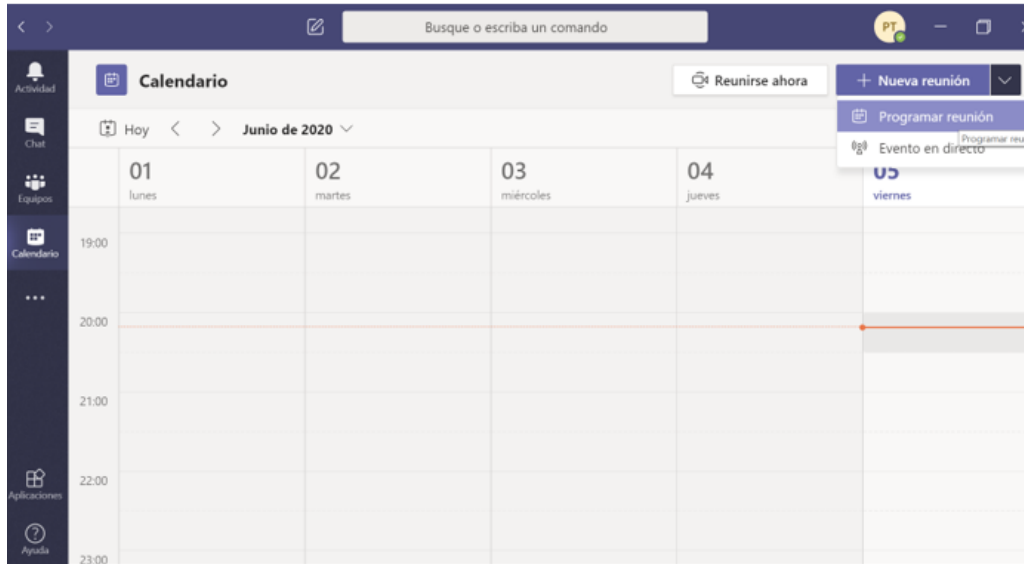 Busque o escriba un comando
PT
Actividad
Chat
Equipos
Calendario
Aplicaciones
Ayuda
Calendario
Reunirse ahora
+ Nueva reunión
Programar reunión
Programar reu
Evento en directo
Hoy
Junio de 2020
01
lunes
02
martes
03
miércoles
04
jueves
05
viernes
19:00
20:00
21:00
22:00
23:00